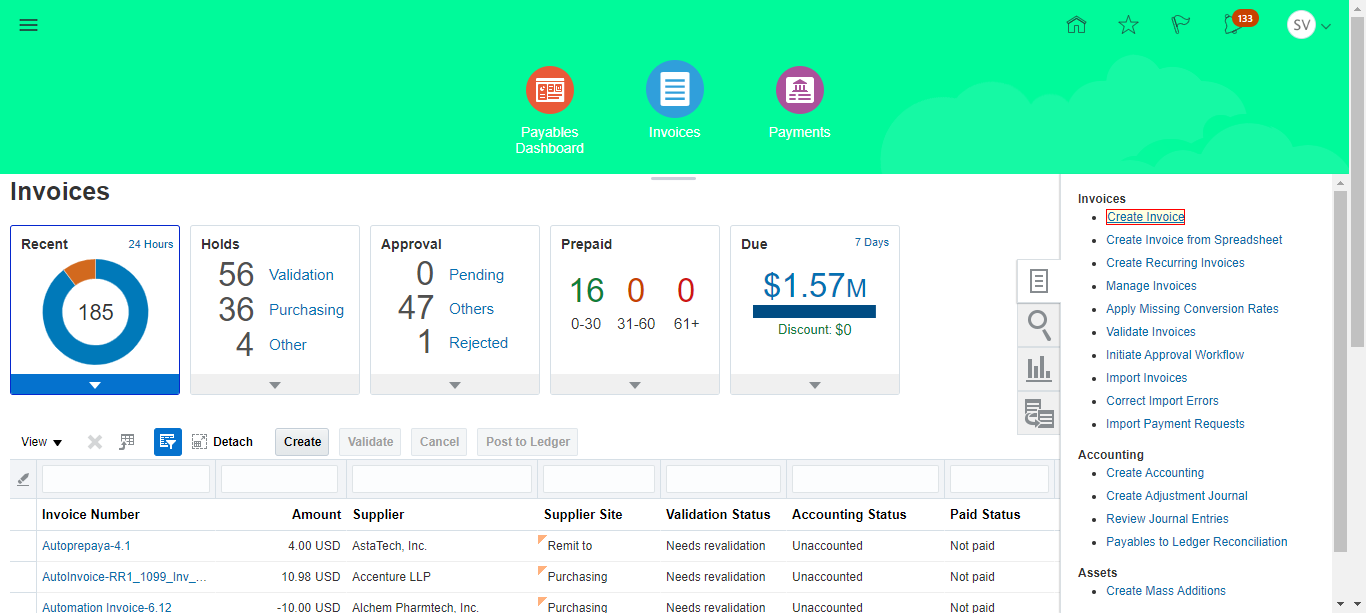 133
SV
Payables Dashboard
Invoices
Payments
Invoices
Recent 24 Hours
185
Holds
56 Validation
36 Purchasing
4 Other
Approval
0 Pending
47 Others
1 Rejected
Prepaid
16 0 0
0-30 31-60 61+
Due 7 Days
$1.57M
Discount: $0
View Detach Create Validate Cancel Post to Ledger
Invoice Number Amount Supplier Supplier Site Validation Status Accounting Status Paid Status
Autoprepaya-4.1 4.00 USD AstaTech, Inc. Remit to Needs revalidation Unaccounted Not paid
AutoInvoice-RR1_1099_Inv_... 10.98 USD Accenture LLP Purchasing Needs revalidation Unaccounted Not paid
Automation Invoice-6.12 -10.00 USD Alchem Pharmtech, Inc. Purchasing Needs revalidation Unaccounted Not paid
Invoices
Create Invoice
Create Invoice from Spreadsheet
Create Recurring Invoices
Manage Invoices
Apply Missing Conversion Rates
Validate Invoices
Initiate Approval Workflow
Import Invoices
Correct Import Errors
Import Payment Requests
Accounting
Create Accounting
Create Adjustment Journal
Review Journal Entries
Payables to Ledger Reconciliation
Assets
Create Mass Additions